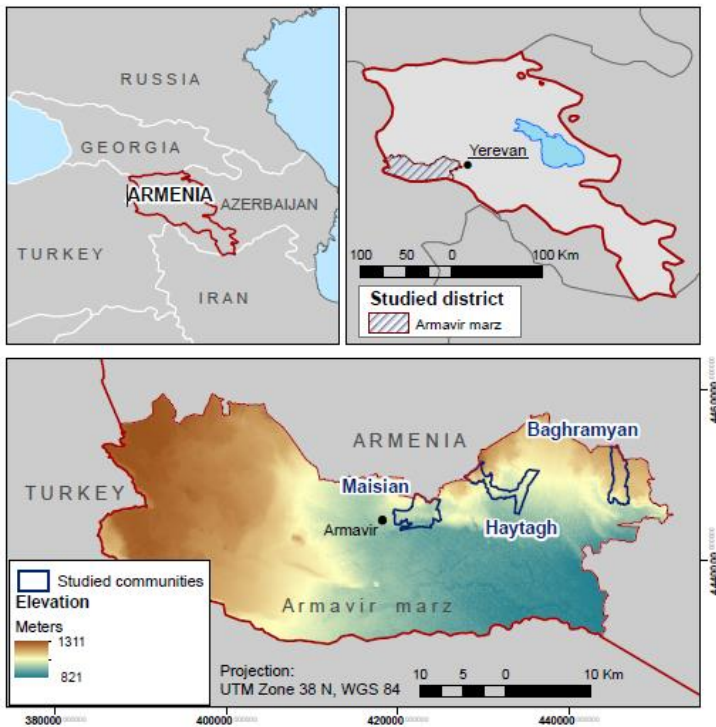 RUSSIA
GEORGIA
ARMENIA
AZERBAIJAN
TURKEY
IRAN
Yerevan
100 50 0 100 Km
Studied district
Armavir marz
ARMENIA
Baghramyan
TURKEY
Maisian
Armavir
Haytagh
Studied communities
Elevation
Meters
1311
821
Armavir marz
Projection:
UTM Zone 38 N, WGS 84
10 5 0 10 Km
4460000
4440000
380000
400000
420000
440000